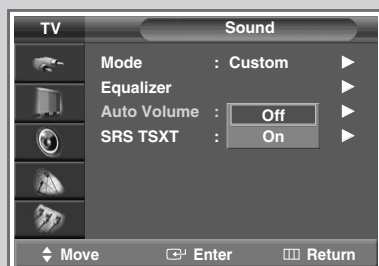 TV Sound
Mode : Custom ▶
Equalizer ▶
Auto Volume : Off ▶
SRS TSXT : On ▶
Move Enter Return